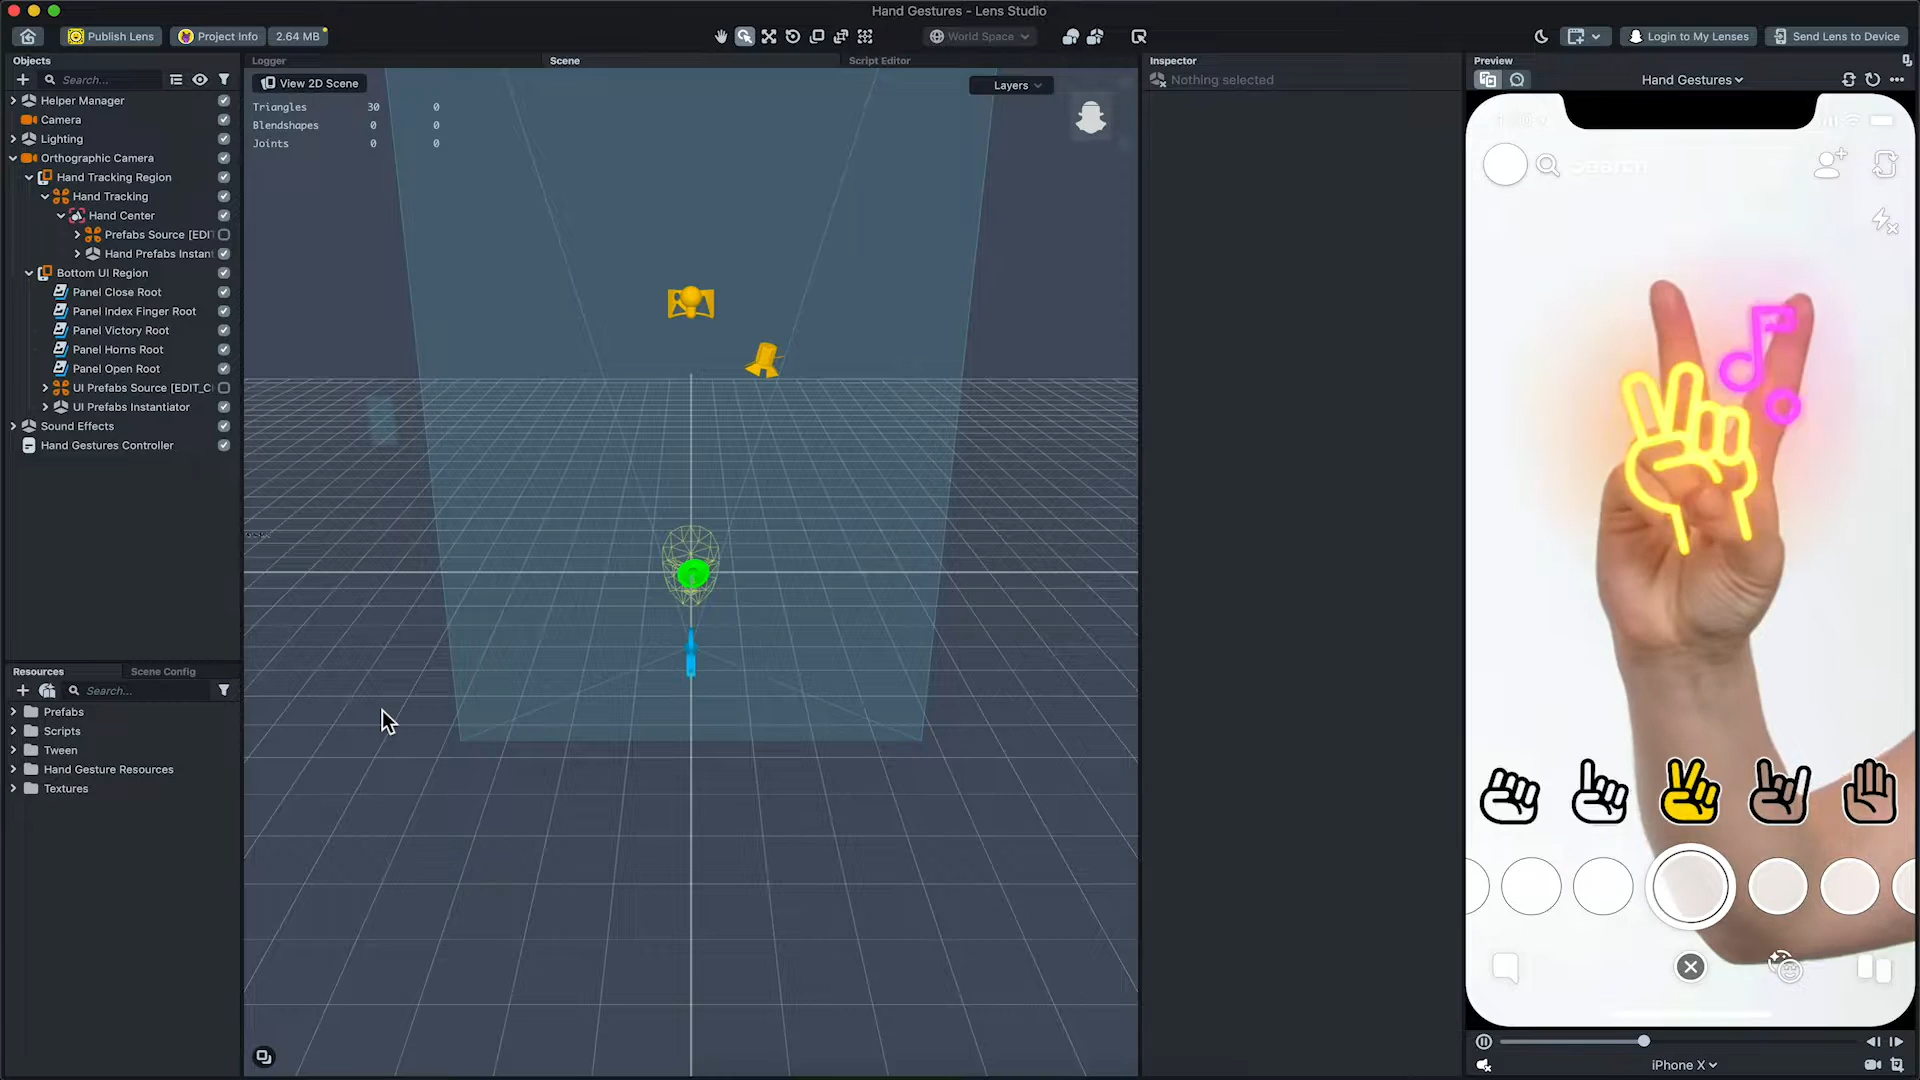 Hand Gestures - Lens Studio
Publish Lens
Project Info
2.64 MB
World Space
Login to My Lenses
Send Lens to Device
Objects
Search...
Helper Manager
Camera
Lighting
Orthographic Camera
Hand Tracking Region
Hand Tracking
Hand Center
Prefabs Source [EDI
Hand Prefabs Instan
Bottom UI Region
Panel Close Root
Panel Index Finger Root
Panel Victory Root
Panel Horns Root
Panel Open Root
UI Prefabs Source [EDIT_C
UI Prefabs Instantiator
Sound Effects
Hand Gestures Controller
Resources
Scene Config
Search...
Prefabs
Scripts
Tween
Hand Gesture Resources
Textures
Logger
Scene
Script Editor
View 2D Scene
Layers
Triangles 30 0
Blendshapes 0 0
Joints 0 0
Inspector
Nothing selected
Preview
Hand Gestures
Search
iPhone X